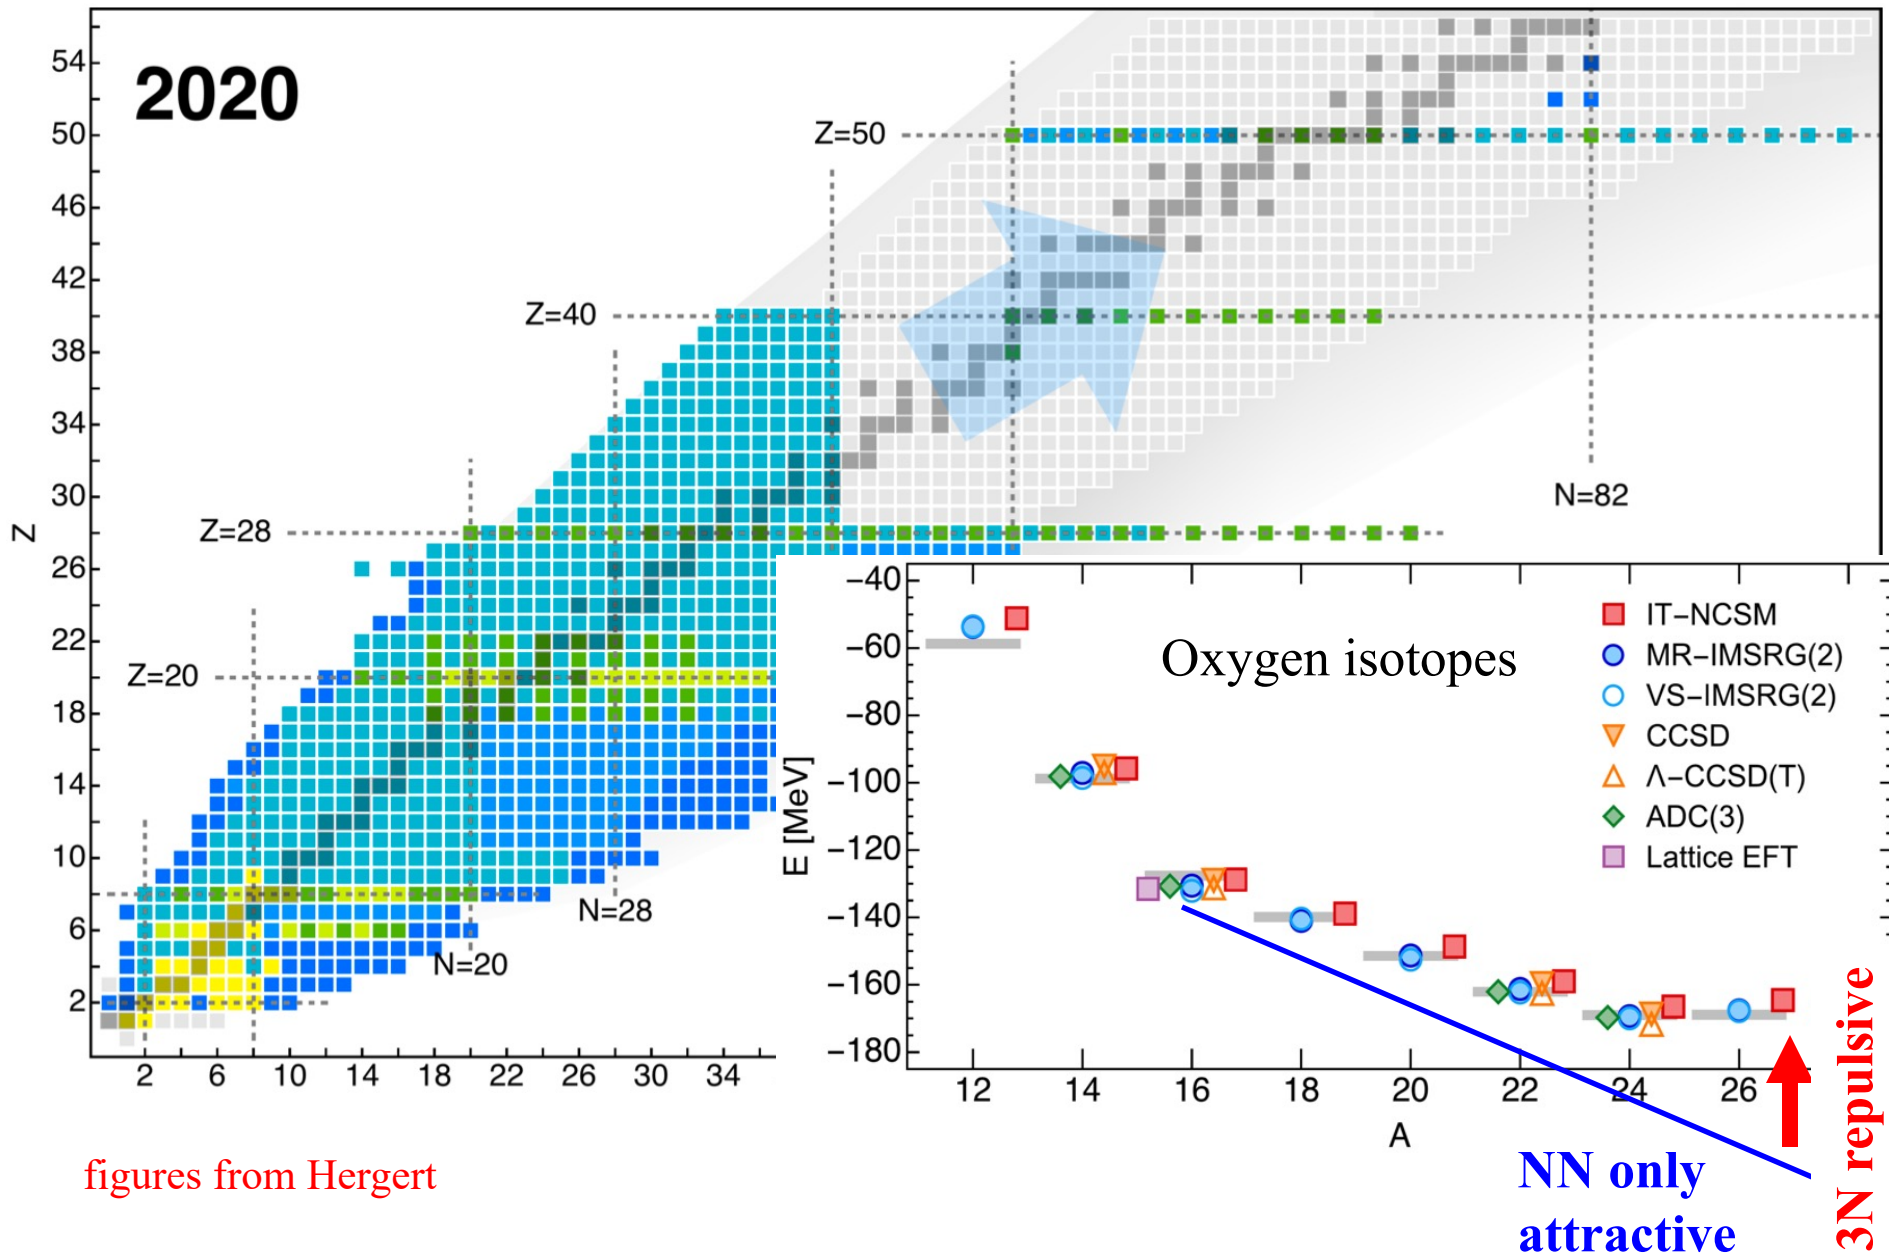 2020
54
50
46
42
38
34
30
26
22
18
14
10
6
2
Z
Z=50
Z=40
Z=28
Z=20
N=82
N=28
N=20
2 6 10 14 18 22 26 30 34
−40
−60
−80
−100
−120
−140
−160
−180
E [MeV]
Oxygen isotopes
IT−NCSM
MR−IMSRG(2)
VS−IMSRG(2)
CCSD
Λ−CCSD(T)
ADC(3)
Lattice EFT
12 14 16 18 20 22 24 26
A
3N repulsive
NN only
attractive
figures from Hergert